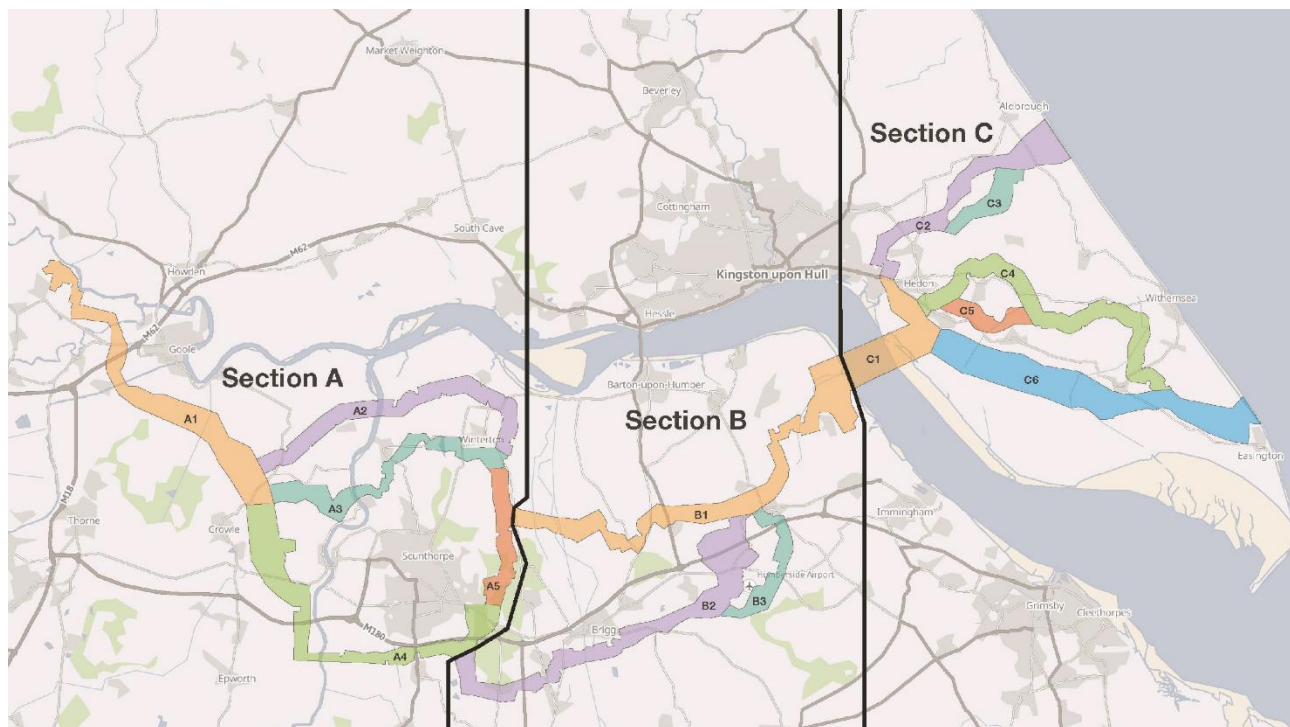 Market Weighton
Beverley
Section C
Aldbrough
Cottingham
South Cave
M62
C3
C2
Howden
Kingston upon Hull
Hedon
C4
Withernsea
M62
Hessle
C5
Goole
Section A
C1
Barton-upon-Humber
C6
A1
A2
Section B
Winterton
Easington
M18
A3
Thorne
Crowle
B1
Immingham
Scunthorpe
A5
Humberside Airport
B2
B3
Grimsby
Cleethorpes
M180
Brigg
A4
Epworth